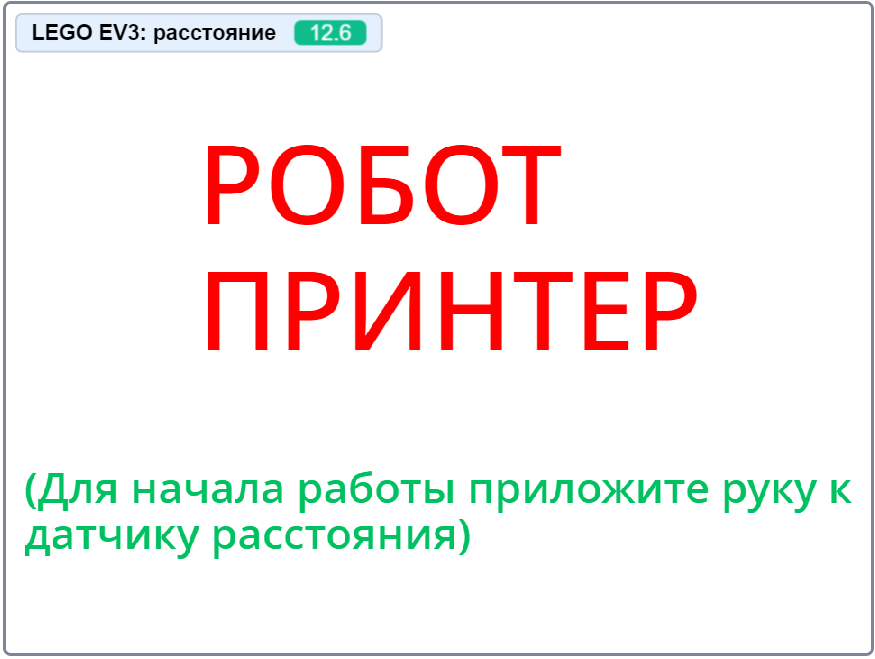 LEGO EV3: расстояние 12.6
РОБОТ
ПРИНТЕР
(Для начала работы приложите руку к
датчику расстояния)